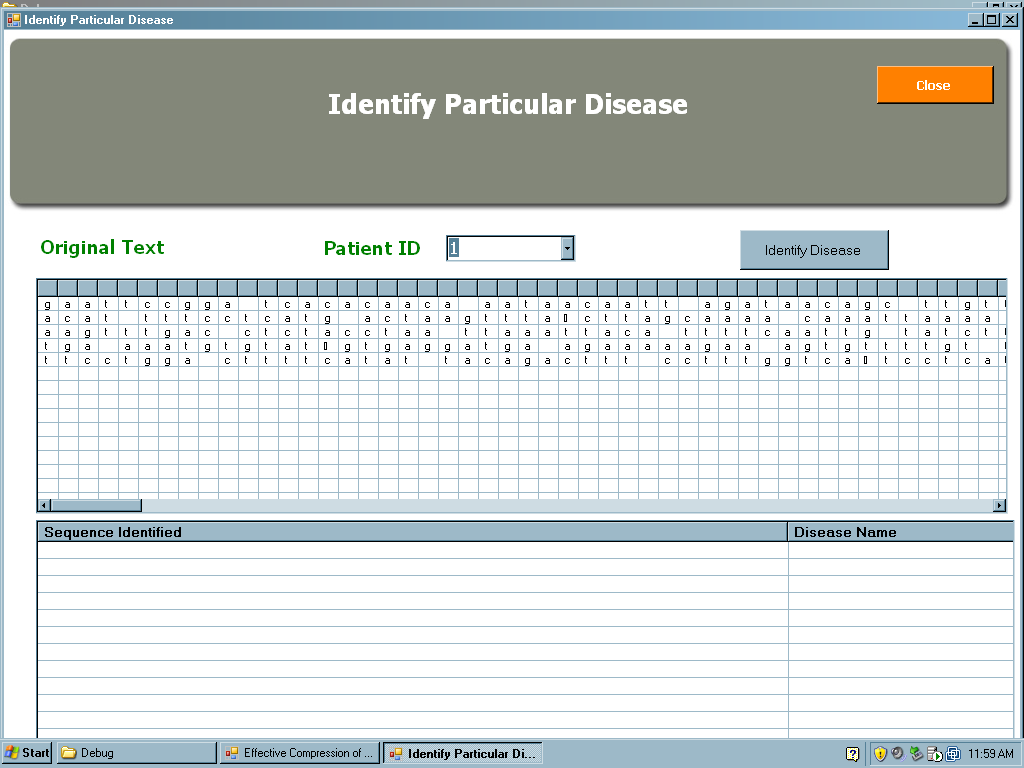 Identify Particular Disease
Identify Particular Disease
Close
Original Text
Patient ID
1
Identify Disease
g a a t t c c g g a t c a c a c a a c a a a t a a c a a t t a g a t a a c a g c t t g t
a c a t t t c c t c a t g a c t a a g t t t a c t t a g c a a a a c a a a t t a a a
a a g t t t g a c c t c t a c c t a a t t a a a t t a c a t t t c a a t t g t a t c t
t g a a a a t g t g t a t g t g a g g a t g a a g a a a a g a a a g t g t t t t g t
t t c c t g g a c t t t t c a t a t t a c a g a c t t t c c t t g g t c a t c c t c a
Sequence Identified
Disease Name
Start
Debug
Effective Compression of ...
Identify Particular Di...
11:59 AM